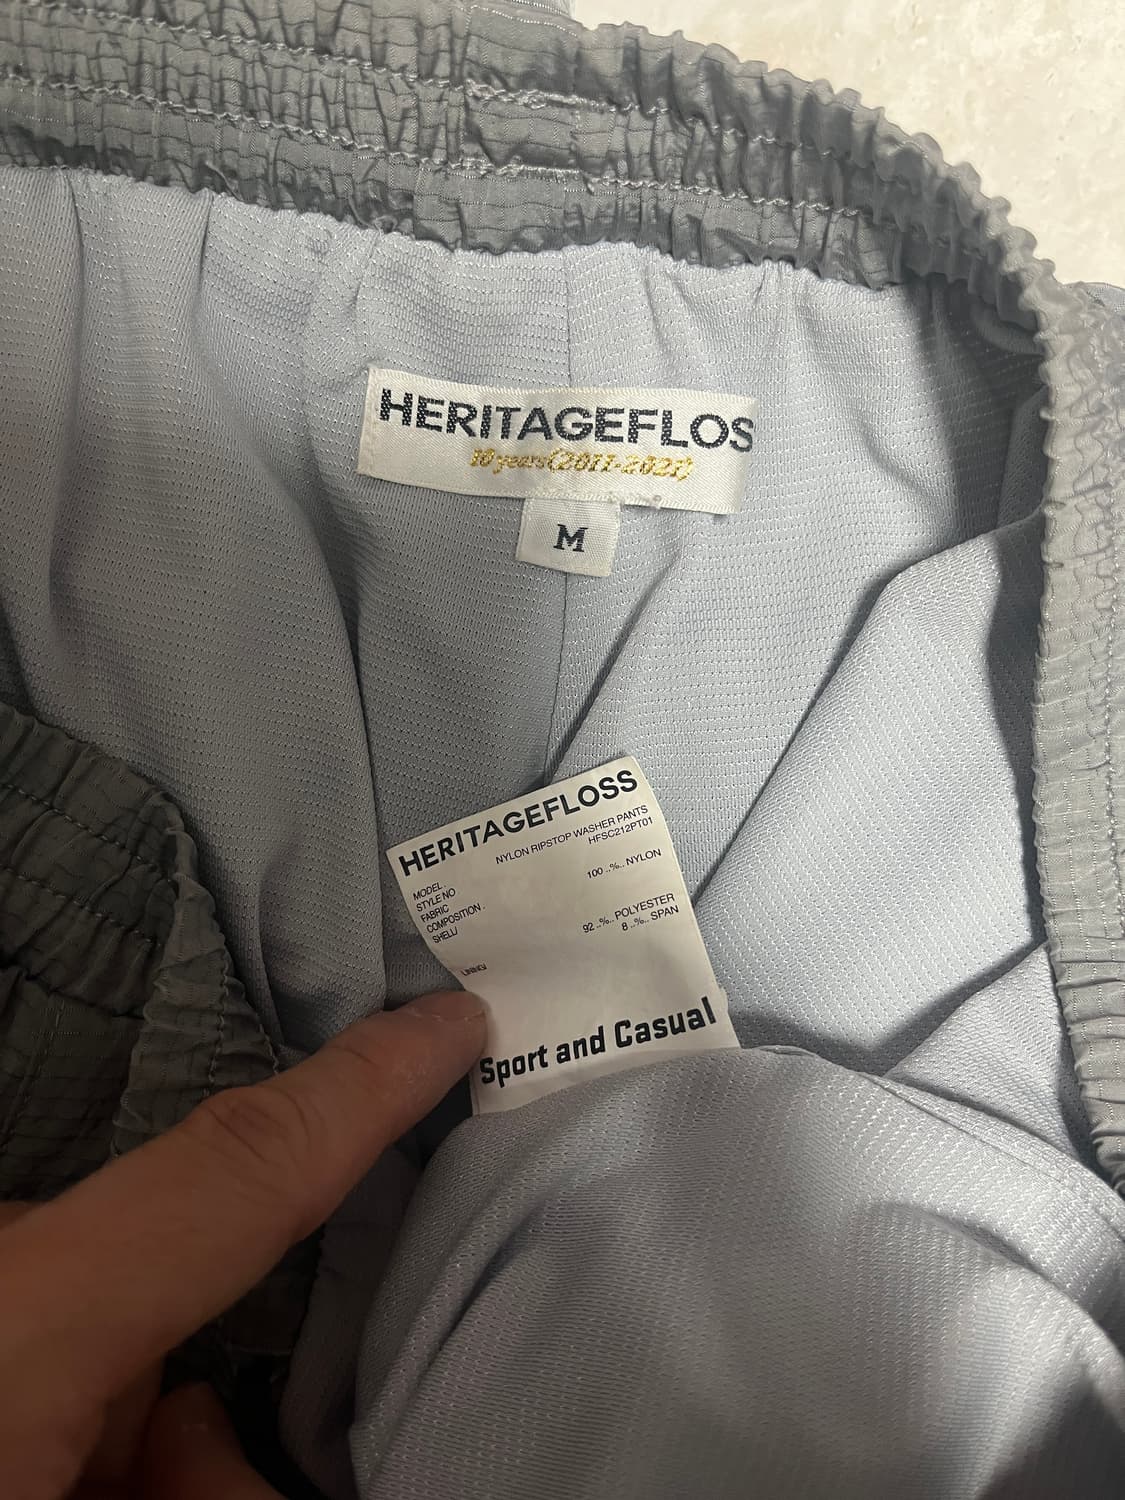 HERITAGEFLOS
10 years(2011-2021)
M
HERITAGEFLOSS
MODEL. NYLON RIPSTOP WASHER PANTS
STYLE NO HFSC212PT01
FABRIC
COMPOSITION.
SHELL/ 100 ..%.. NYLON
LINING/ 92 ..%.. POLYESTER
8 ..%.. SPAN
Sport and Casual